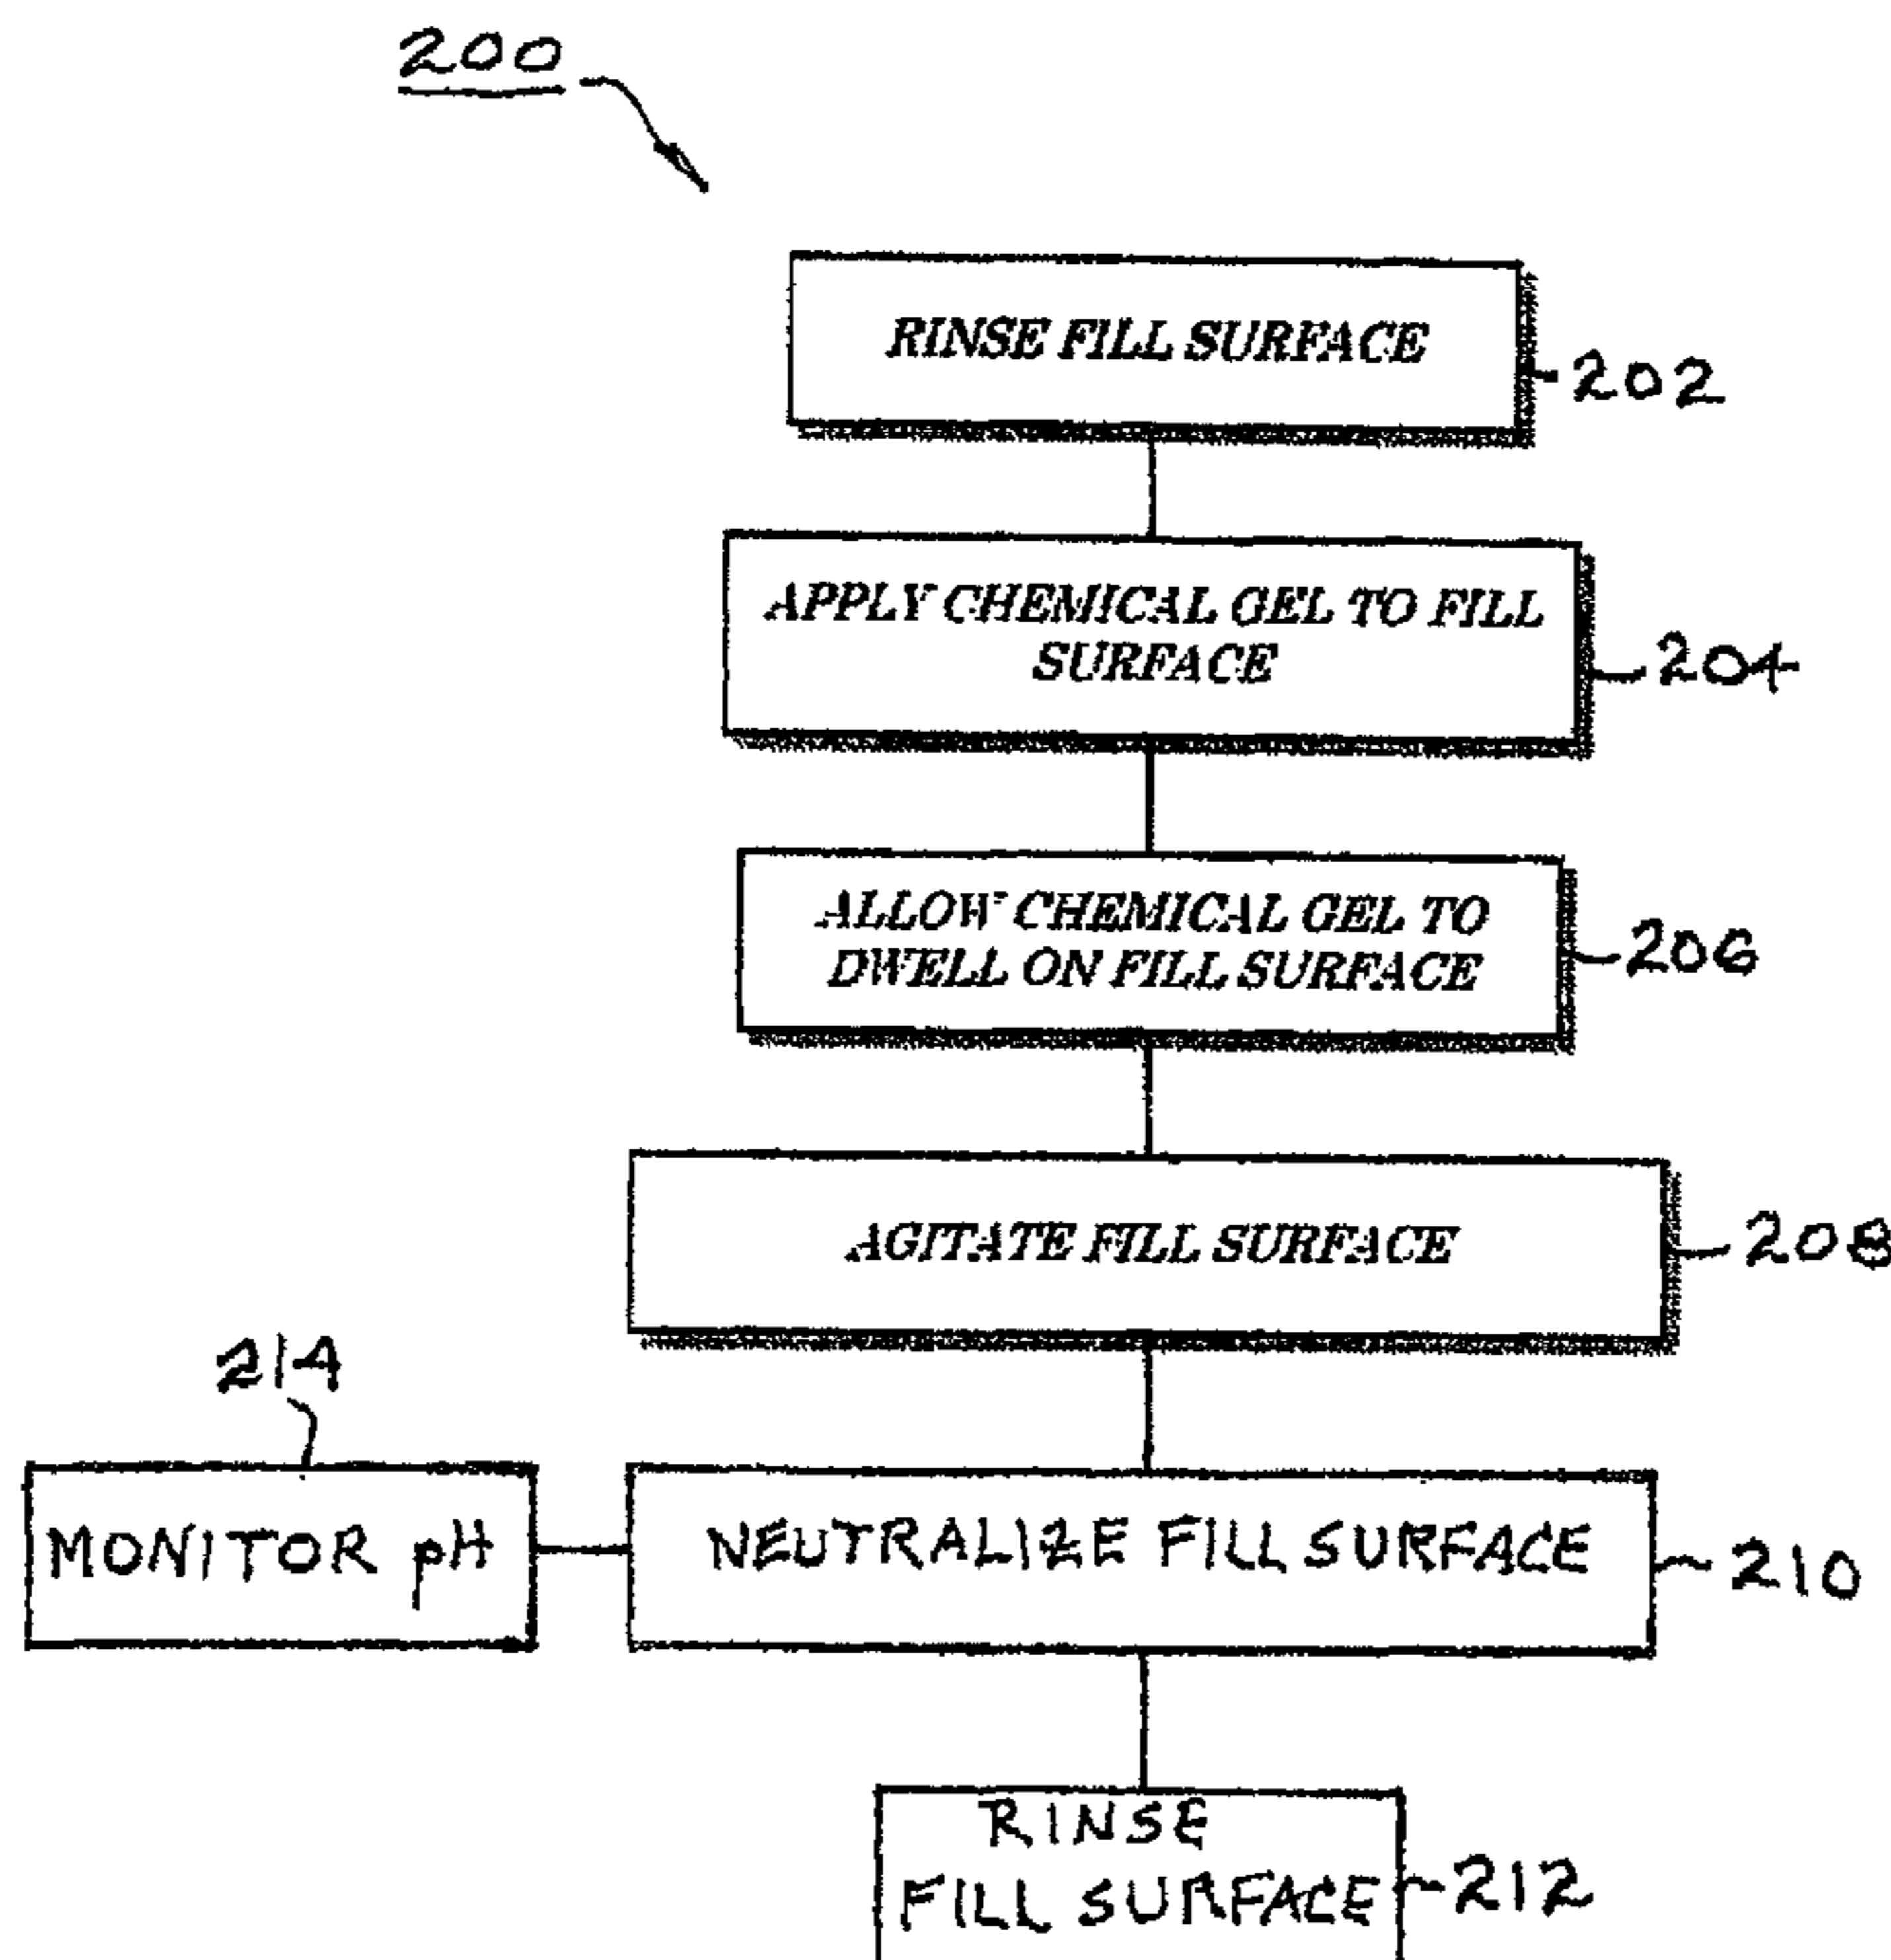 200
RINSE FILL SURFACE
202
APPLY CHEMICAL GEL TO FILL
SURFACE
204
ALLOW CHEMICAL GEL TO
DWELL ON FILL SURFACE
206
AGITATE FILL SURFACE
208
214
MONITOR pH
NEUTRALIZE FILL SURFACE
210
RINSE
FILL SURFACE
212